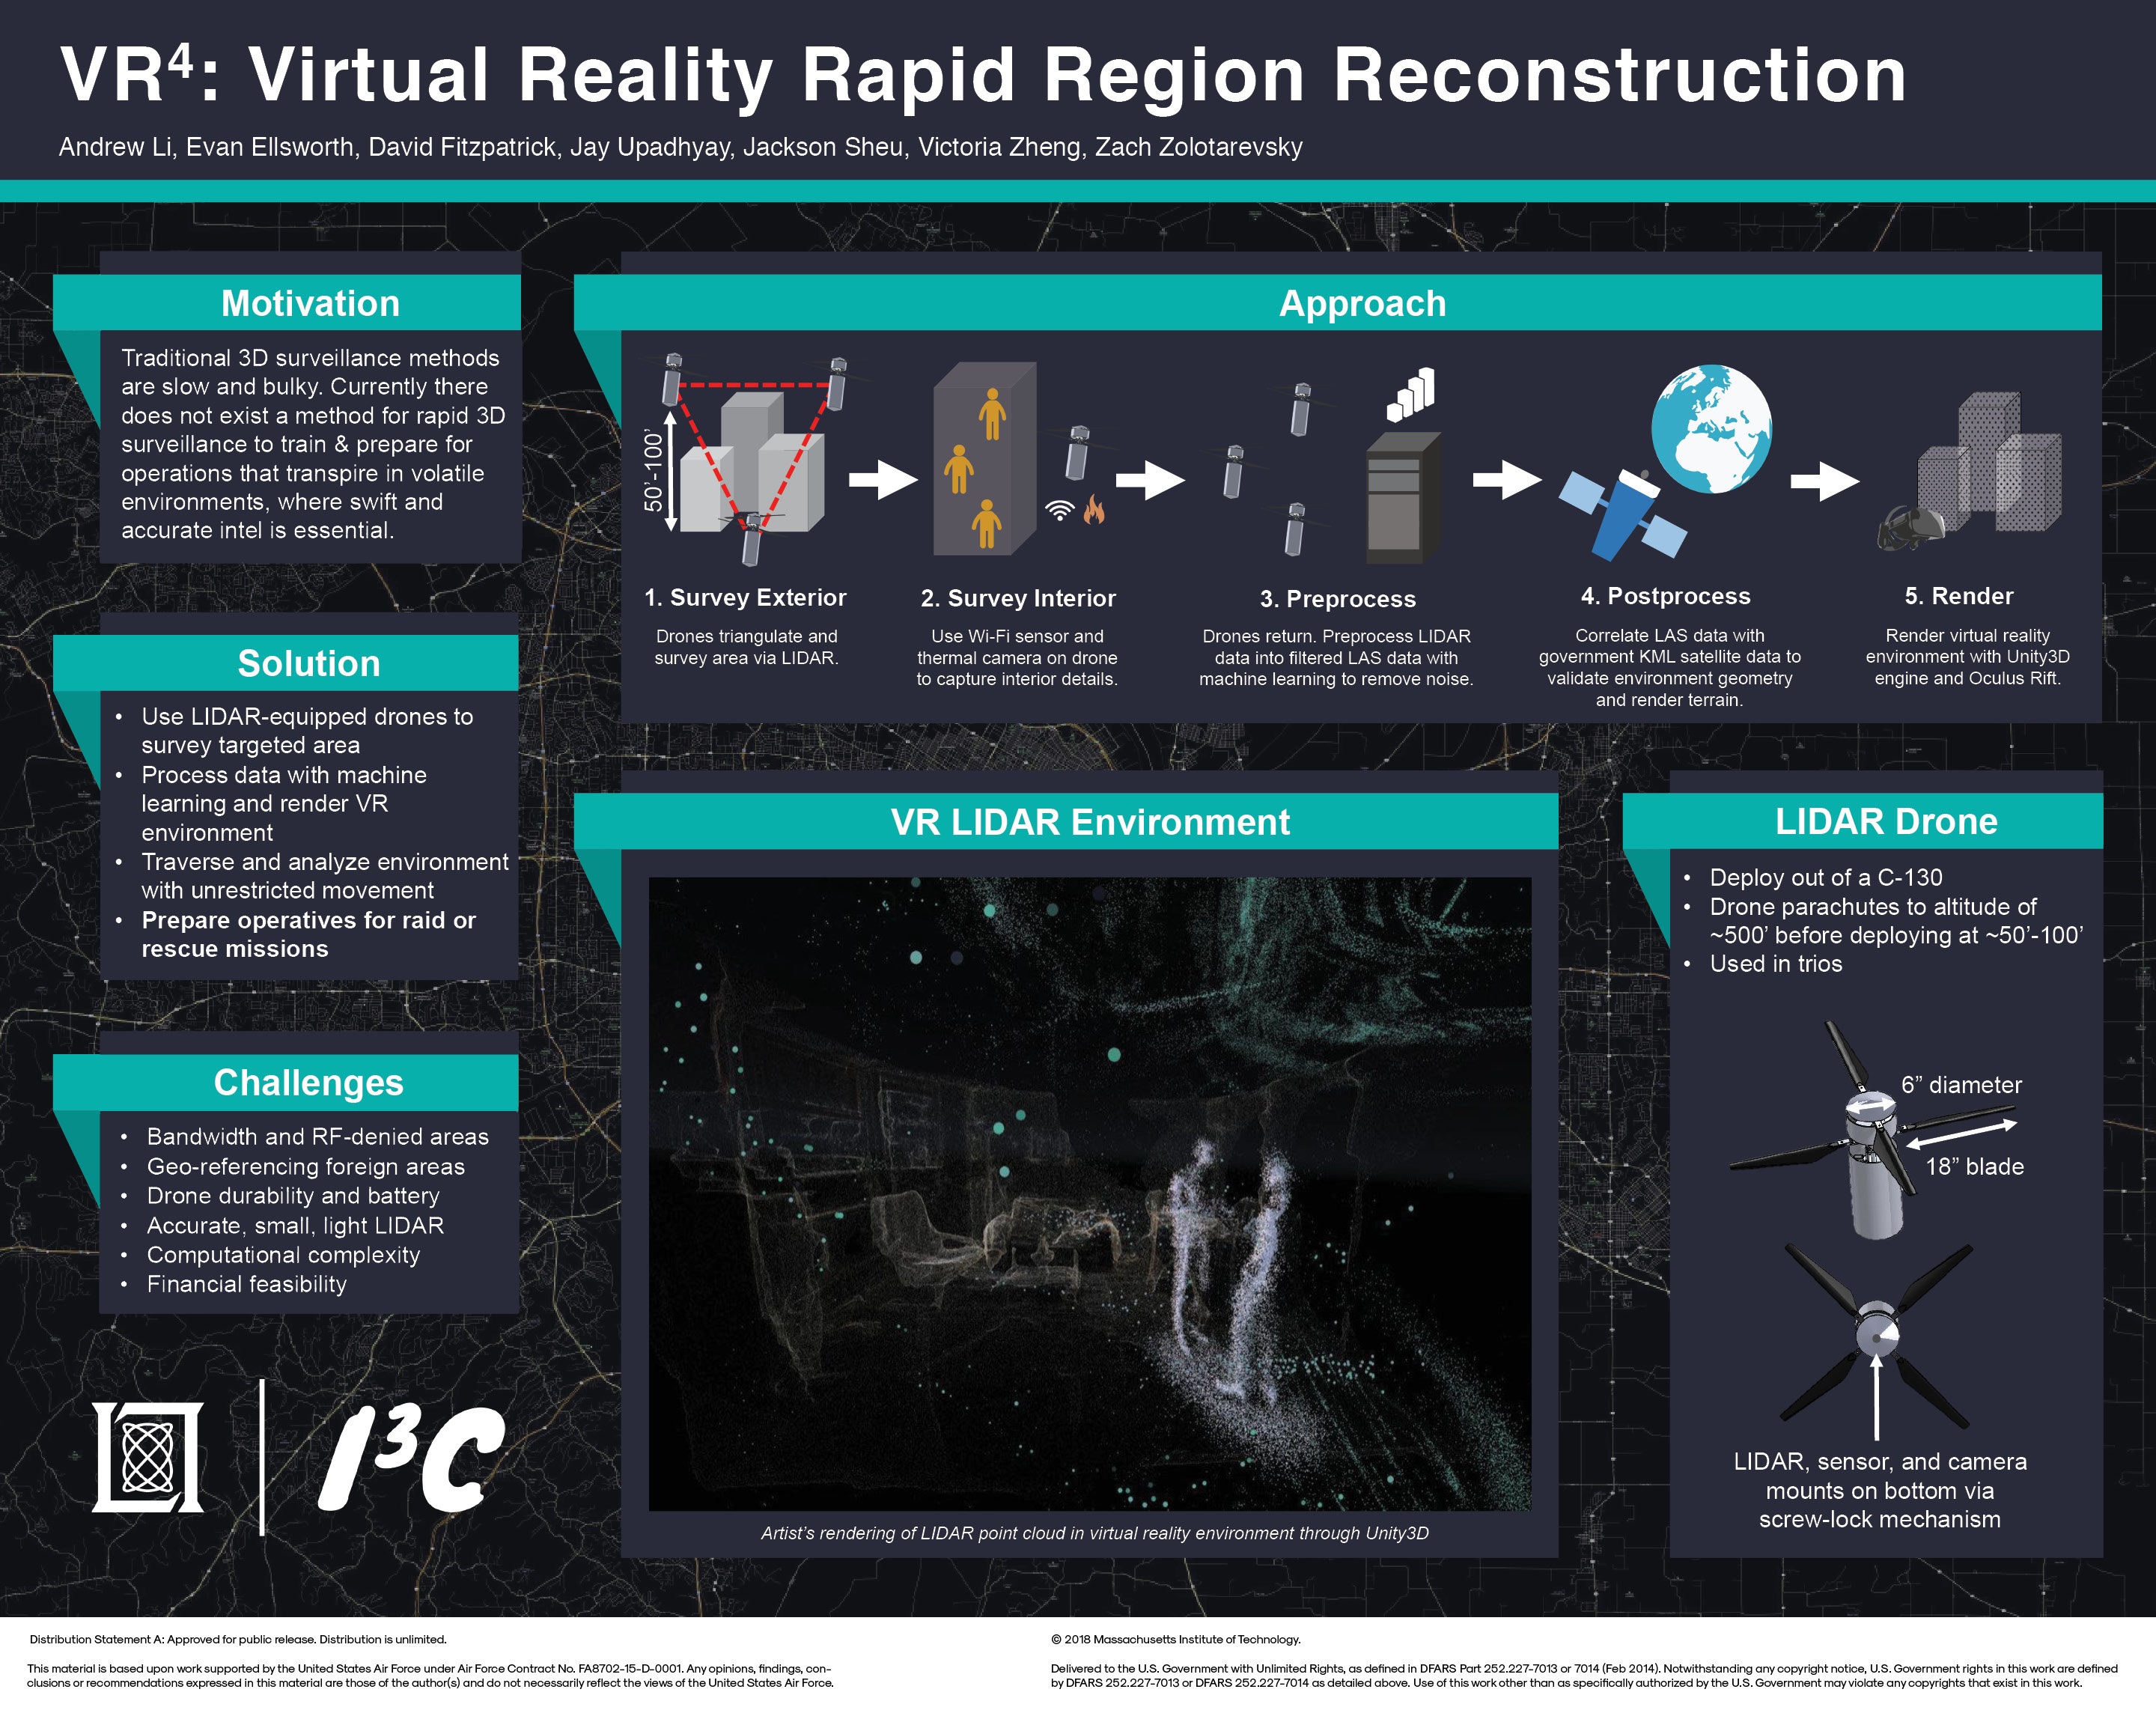 VR⁴: Virtual Reality Rapid Region Reconstruction
Andrew Li, Evan Ellsworth, David Fitzpatrick, Jay Upadhyay, Jackson Sheu, Victoria Zheng, Zach Zolotarevsky
Motivation
Traditional 3D surveillance methods
are slow and bulky. Currently there
does not exist a method for rapid 3D
surveillance to train & prepare for
operations that transpire in volatile
environments, where swift and
accurate intel is essential.
Solution
• Use LIDAR-equipped drones to
survey targeted area
• Process data with machine
learning and render VR
environment
• Traverse and analyze environment
with unrestricted movement
• Prepare operatives for raid or
rescue missions
Challenges
• Bandwidth and RF-denied areas
• Geo-referencing foreign areas
• Drone durability and battery
• Accurate, small, light LIDAR
• Computational complexity
• Financial feasibility
I³C
Approach
50’-100’
1. Survey Exterior
Drones triangulate and
survey area via LIDAR.
2. Survey Interior
Use Wi-Fi sensor and
thermal camera on drone
to capture interior details.
3. Preprocess
Drones return. Preprocess LIDAR
data into filtered LAS data with
machine learning to remove noise.
4. Postprocess
Correlate LAS data with
government KML satellite data to
validate environment geometry
and render terrain.
5. Render
Render virtual reality
environment with Unity3D
engine and Oculus Rift.
VR LIDAR Environment
Artist’s rendering of LIDAR point cloud in virtual reality environment through Unity3D
LIDAR Drone
• Deploy out of a C-130
• Drone parachutes to altitude of
~500’ before deploying at ~50’-100’
• Used in trios
6” diameter
18” blade
LIDAR, sensor, and camera
mounts on bottom via
screw-lock mechanism
Distribution Statement A: Approved for public release. Distribution is unlimited.
This material is based upon work supported by the United States Air Force under Air Force Contract No. FA8702-15-D-0001. Any opinions, findings, con-
clusions or recommendations expressed in this material are those of the author(s) and do not necessarily reflect the views of the United States Air Force.
© 2018 Massachusetts Institute of Technology.
Delivered to the U.S. Government with Unlimited Rights, as defined in DFARS Part 252.227-7013 or 7014 (Feb 2014). Notwithstanding any copyright notice, U.S. Government rights in this work are defined
by DFARS 252.227-7013 or DFARS 252.227-7014 as detailed above. Use of this work other than as specifically authorized by the U.S. Government may violate any copyrights that exist in this work.